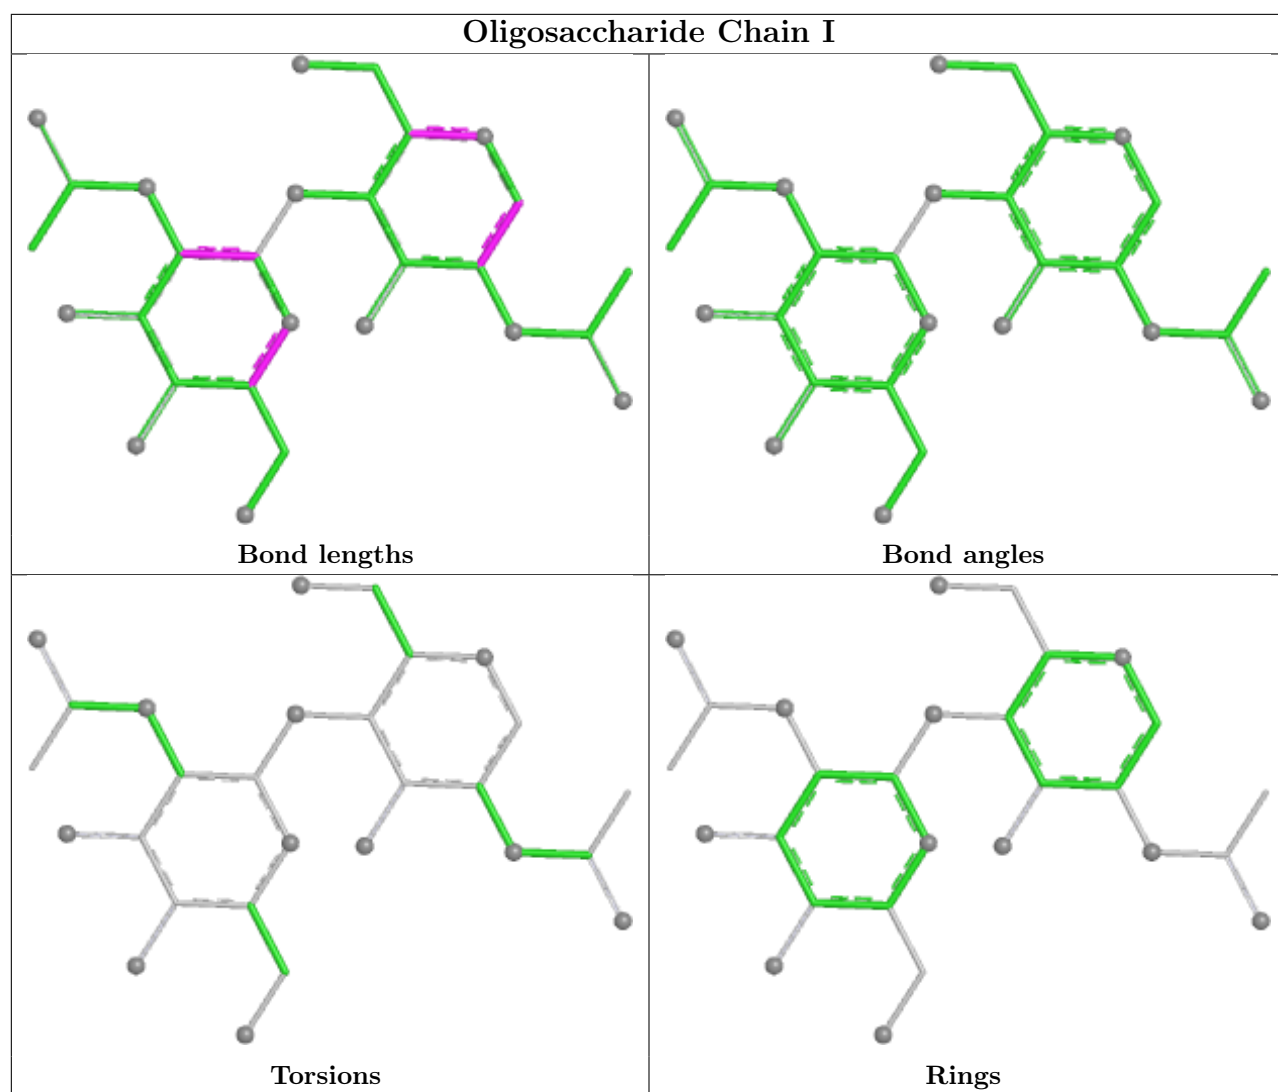 Oligosaccharide Chain I
Bond lengths
Bond angles
Torsions
Rings